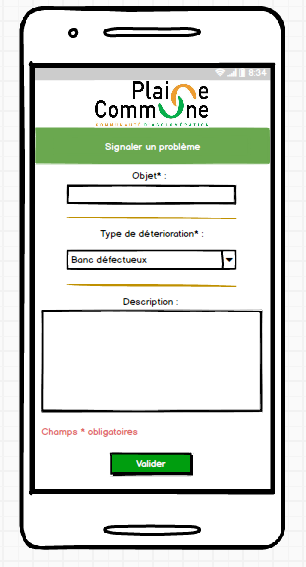 8:34
Plaine
Commune
COMMUNAUTÉ D'AGGLOMÉRATION
Signaler un problème
Objet* :
Type de déterioration* :
Banc défectueux
Description :
Champs * obligatoires
Valider